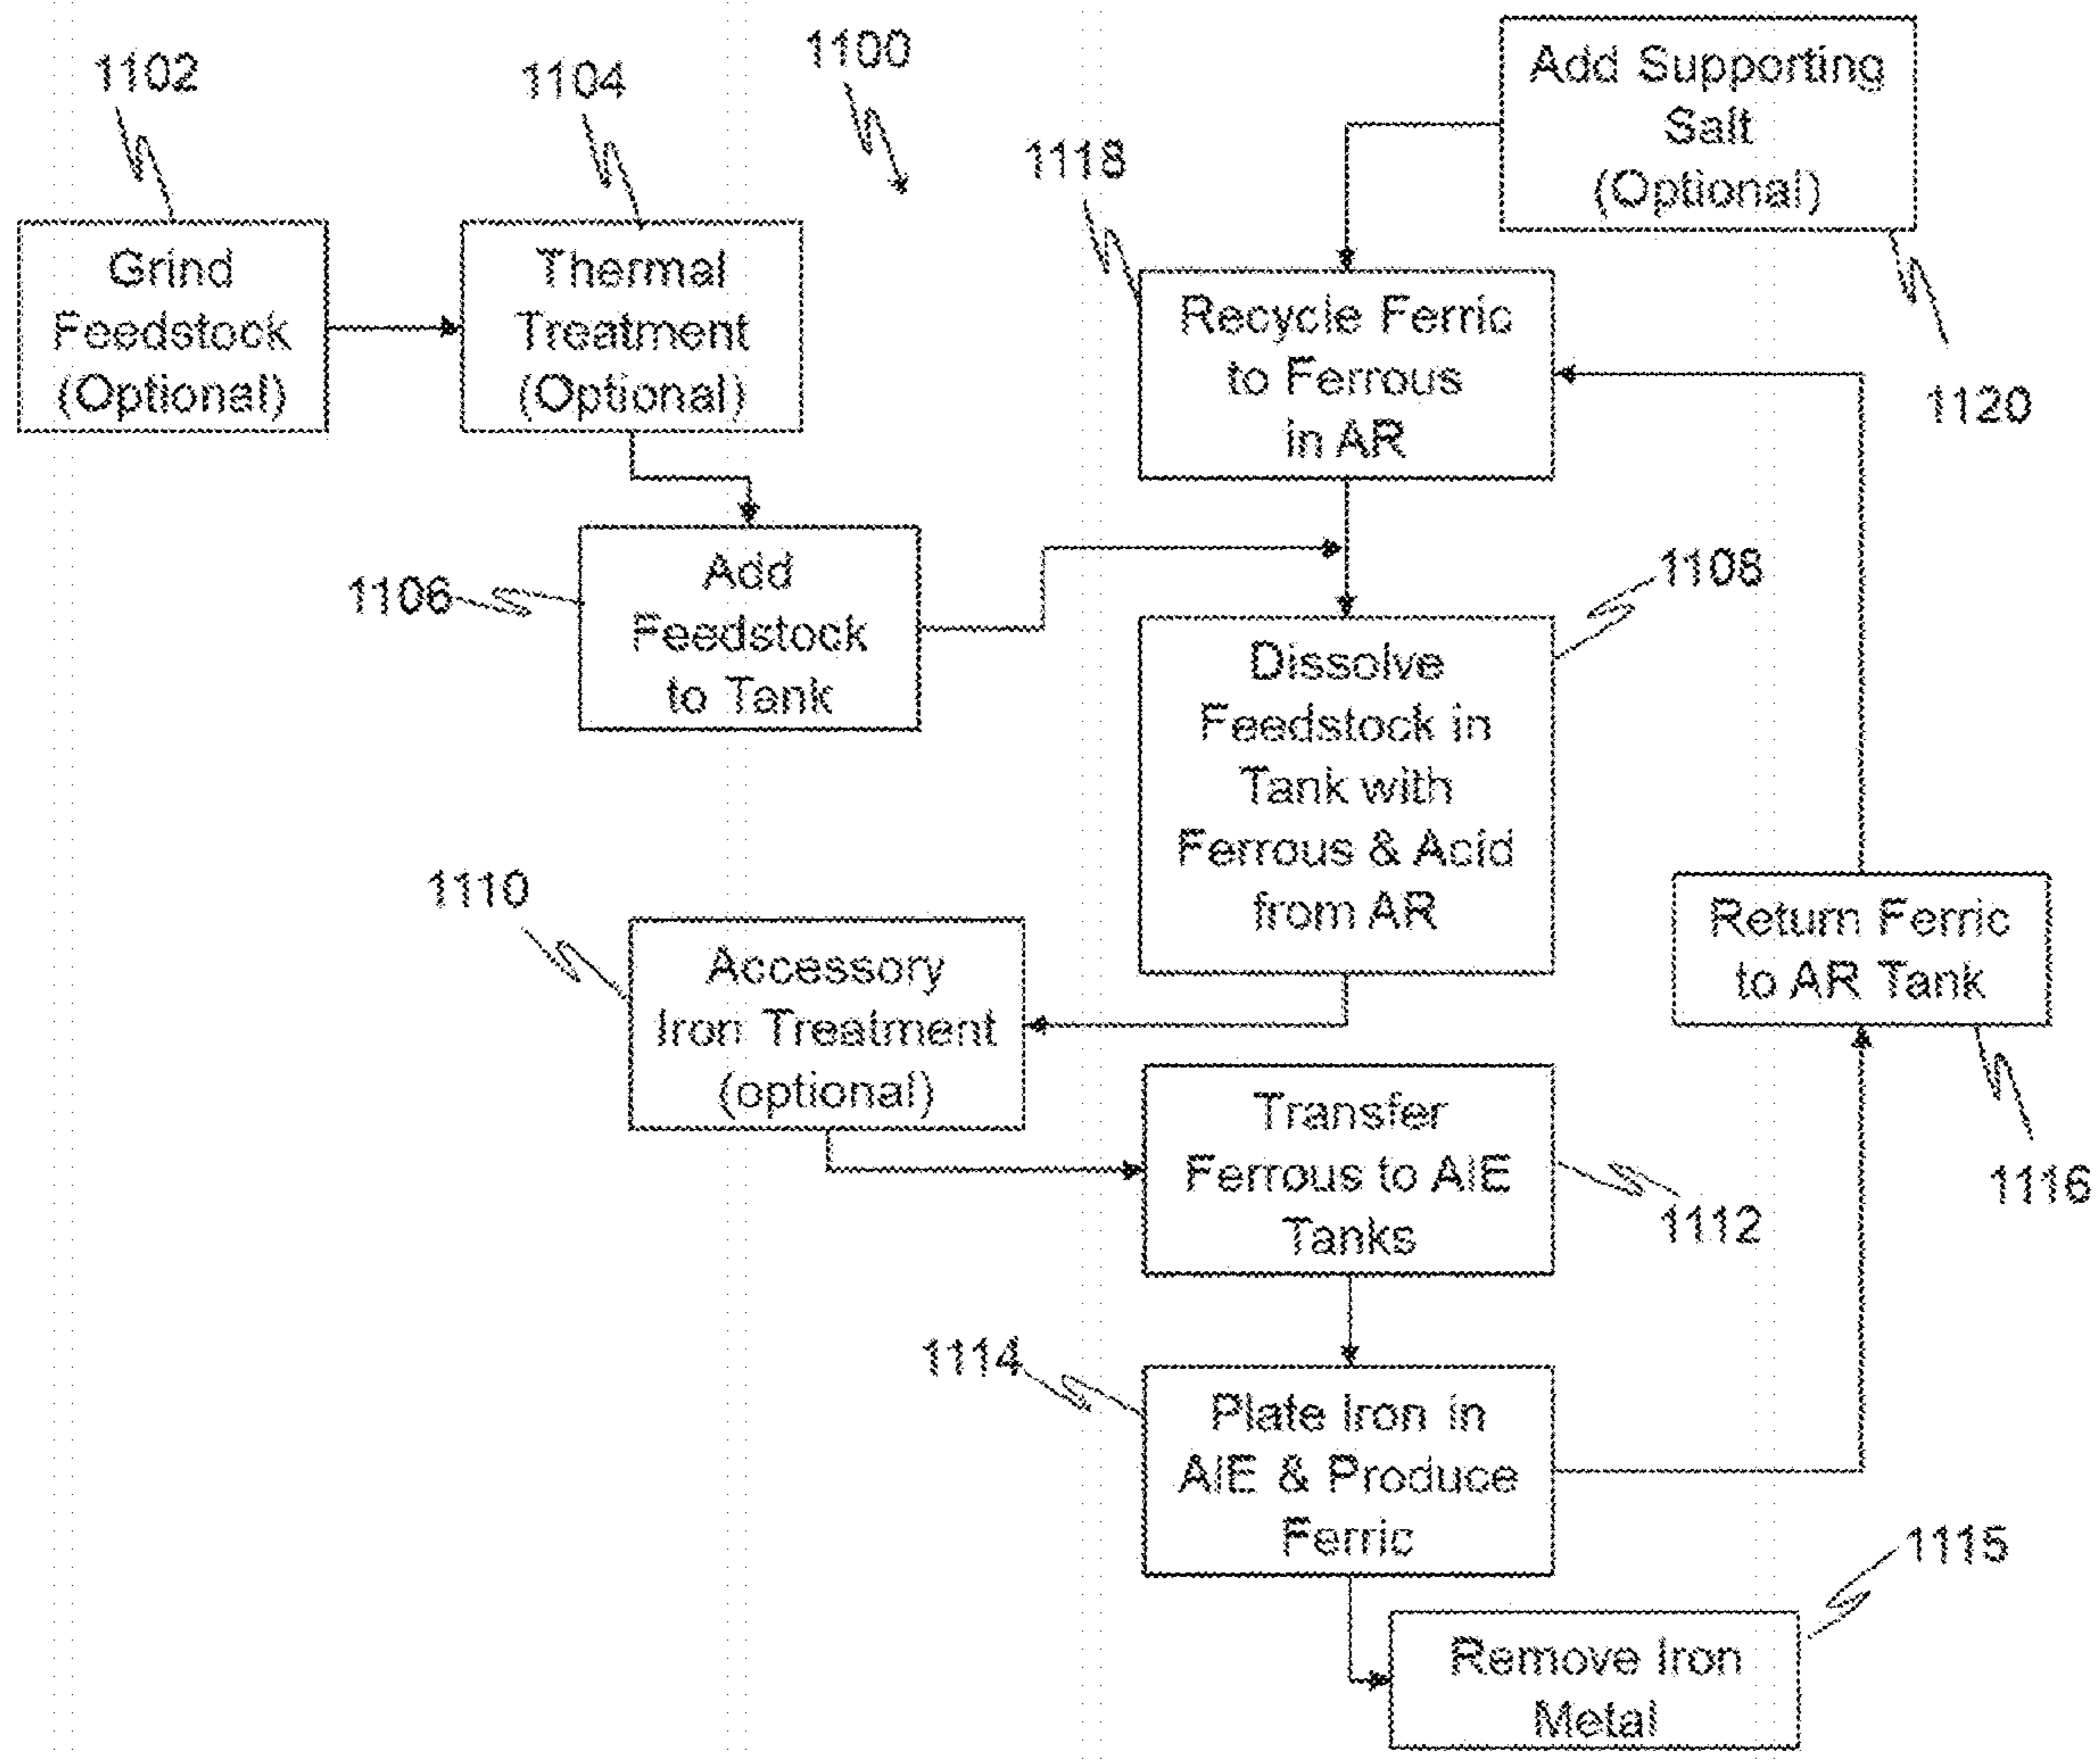 1102
1104
1100
1118
Add Supporting
Salt
(Optional)
Grind
Feedstock
(Optional)
Thermal
Treatment
(Optional)
Recycle Ferric
to Ferrous
in AR
1120
1106
Add
Feedstock
to Tank
1108
Dissolve
Feedstock in
Tank with
Ferrous & Acid
from AR
1110
Accessory
Iron Treatment
(optional)
Return Ferric
to AR Tank
1116
Transfer
Ferrous to AIE
Tanks
1112
1114
Plate Iron in
AIE & Produce
Ferric
1115
Remove Iron
Metal